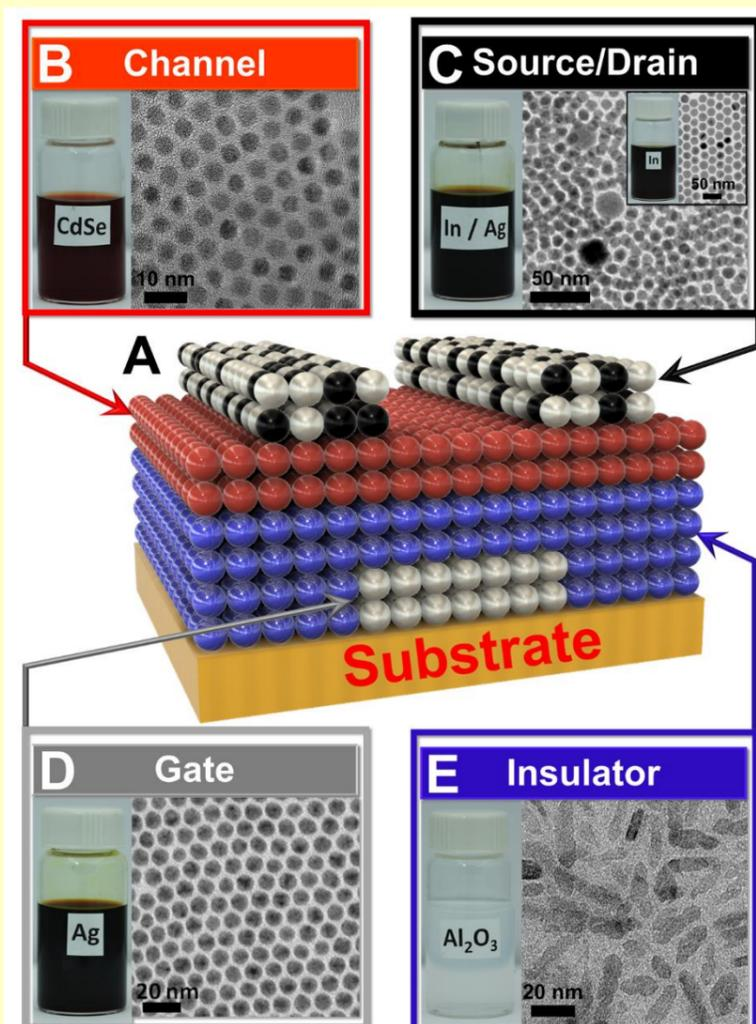 B Channel
CdSe
10 nm
C Source/Drain
In / Ag
50 nm
In
50 nm
A
Substrate
D Gate
Ag
20 nm
E Insulator
Al₂O₃
20 nm